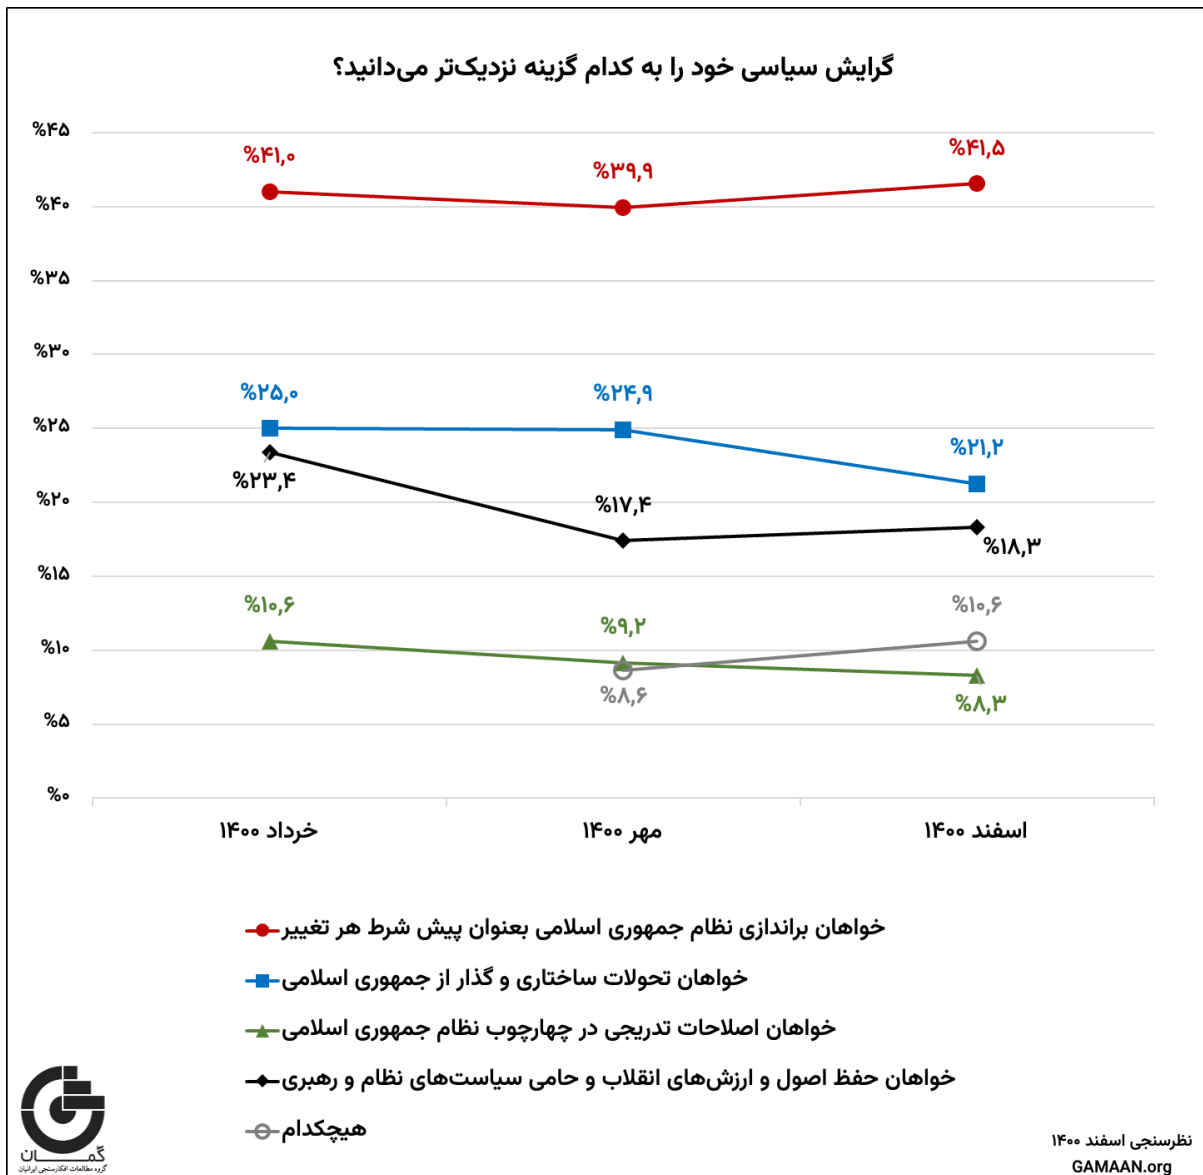 گرایش سیاسی خود را به کدام گزینه نزدیک‌تر می‌دانید؟
%۴۵
%۴۰
%۳۵
%۳۰
%۲۵
%۲۰
%۱۵
%۱۰
%۵
%۰
%۴۱,۰
%۳۹,۹
%۴۱,۵
%۲۵,۰
%۲۴,۹
%۲۱,۲
%۲۳,۴
%۱۷,۴
%۱۸,۳
%۱۰,۶
%۹,۲
%۸,۳
%۸,۶
%۱۰,۶
خرداد ۱۴۰۰
مهر ۱۴۰۰
اسفند ۱۴۰۰
خواهان براندازی نظام جمهوری اسلامی بعنوان پیش شرط هر تغییر
خواهان تحولات ساختاری و گذار از جمهوری اسلامی
خواهان اصلاحات تدریجی در چهارچوب نظام جمهوری اسلامی
خواهان حفظ اصول و ارزش‌های انقلاب و حامی سیاست‌های نظام و رهبری
هیچکدام
گمان
گروه مطالعات افکارسنجی ایرانیان
نظرسنجی اسفند ۱۴۰۰
GAMAAN.org